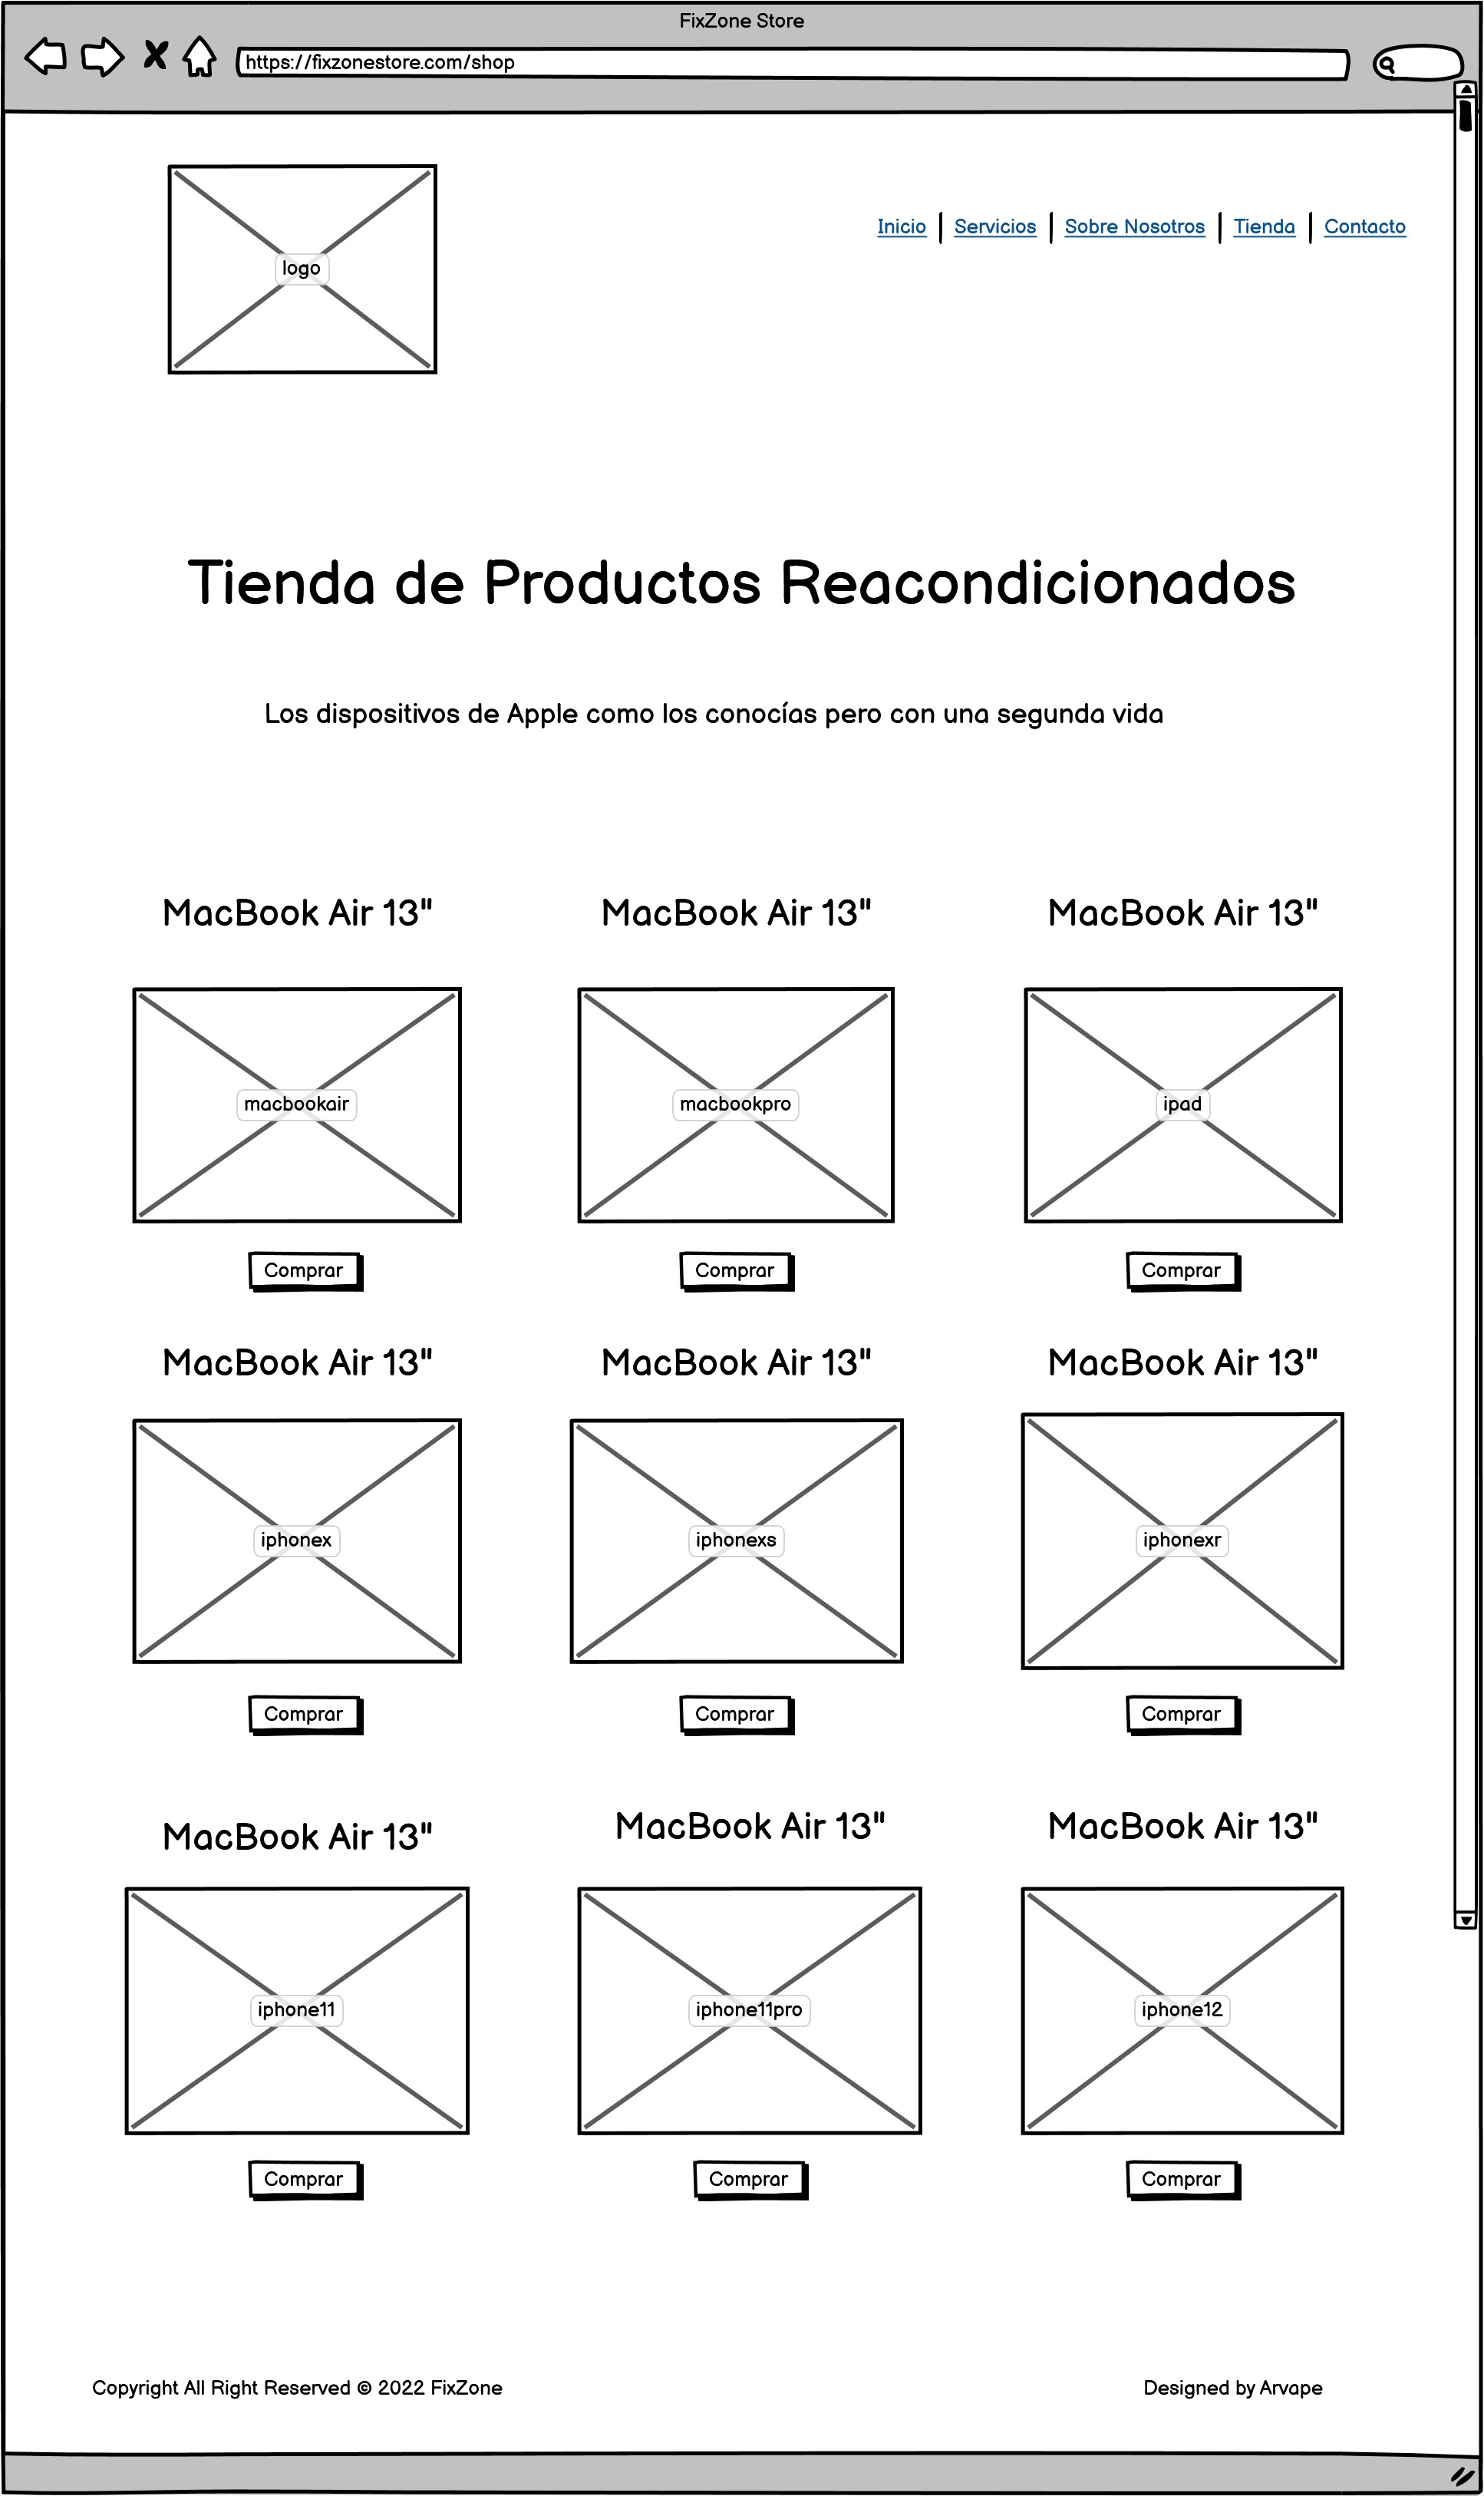 FixZone Store
https://fixzonestore.com/shop
logo
Inicio Servicios Sobre Nosotros Tienda Contacto
Tienda de Productos Reacondicionados
Los dispositivos de Apple como los conocías pero con una segunda vida
MacBook Air 13" MacBook Air 13" MacBook Air 13"
macbookair macbookpro ipad
Comprar Comprar Comprar
MacBook Air 13" MacBook Air 13" MacBook Air 13"
iphonex iphonexs iphonexr
Comprar Comprar Comprar
MacBook Air 13" MacBook Air 13" MacBook Air 13"
iphone11 iphone11pro iphone12
Comprar Comprar Comprar
Copyright All Right Reserved © 2022 FixZone Designed by Arvape